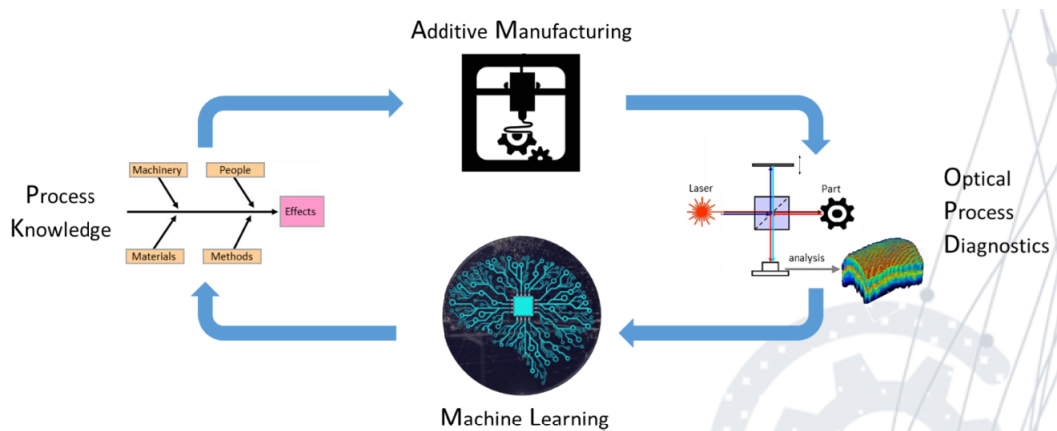 Additive Manufacturing
Machinery
People
Process
Knowledge
Effects
Materials
Methods
Laser
Part
analysis
Optical
Process
Diagnostics
Machine Learning